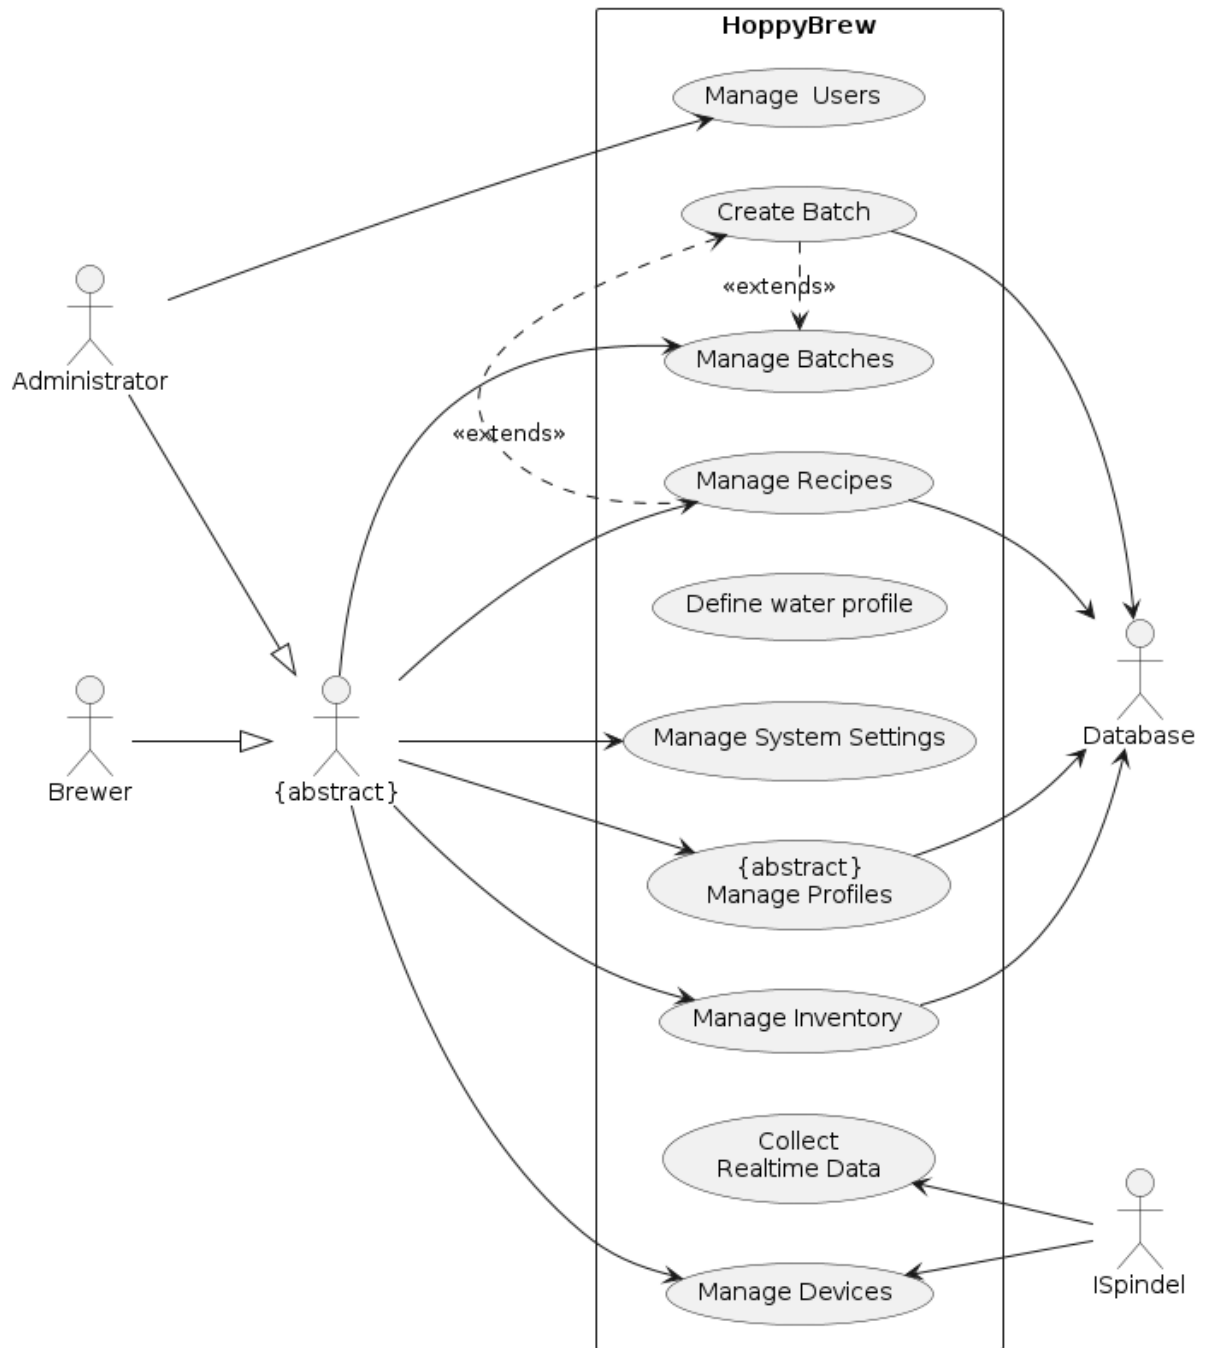 HoppyBrew
Manage  Users
Create Batch
«extends»
Manage Batches
Administrator
«extends»
Manage Recipes
Define water profile
Manage System Settings
Database
Brewer
{abstract}
{abstract}
Manage Profiles
Manage Inventory
Collect
Realtime Data
Manage Devices
ISpindel